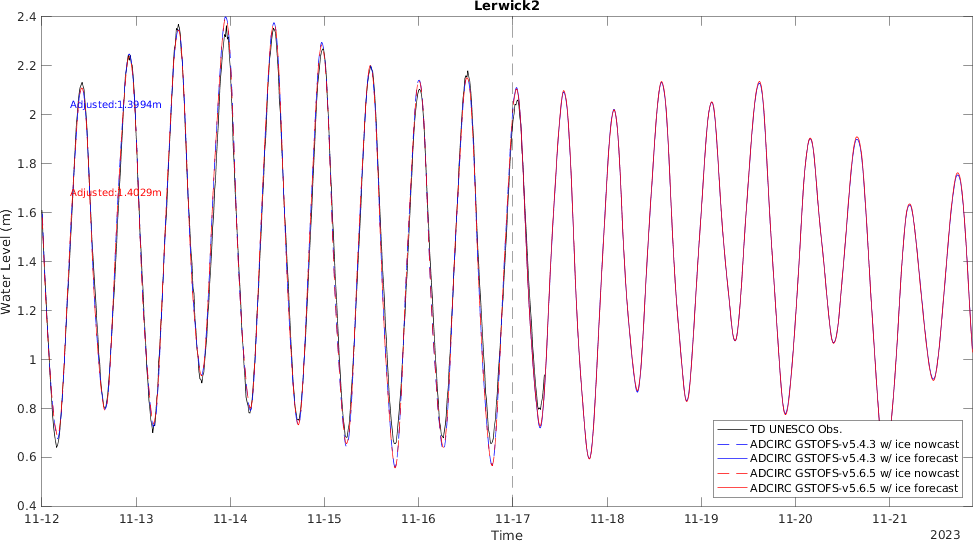 Lerwick2
2.4
2.2
2
1.8
1.6
1.4
1.2
1
0.8
0.6
0.4
Water Level (m)
Adjusted:1.3994m
Adjusted:1.4029m
TD UNESCO Obs.
ADCIRC GSTOFS-v5.4.3 w/ ice nowcast
ADCIRC GSTOFS-v5.4.3 w/ ice forecast
ADCIRC GSTOFS-v5.6.5 w/ ice nowcast
ADCIRC GSTOFS-v5.6.5 w/ ice forecast
11-12 11-13 11-14 11-15 11-16 11-17 11-18 11-19 11-20 11-21
Time
2023